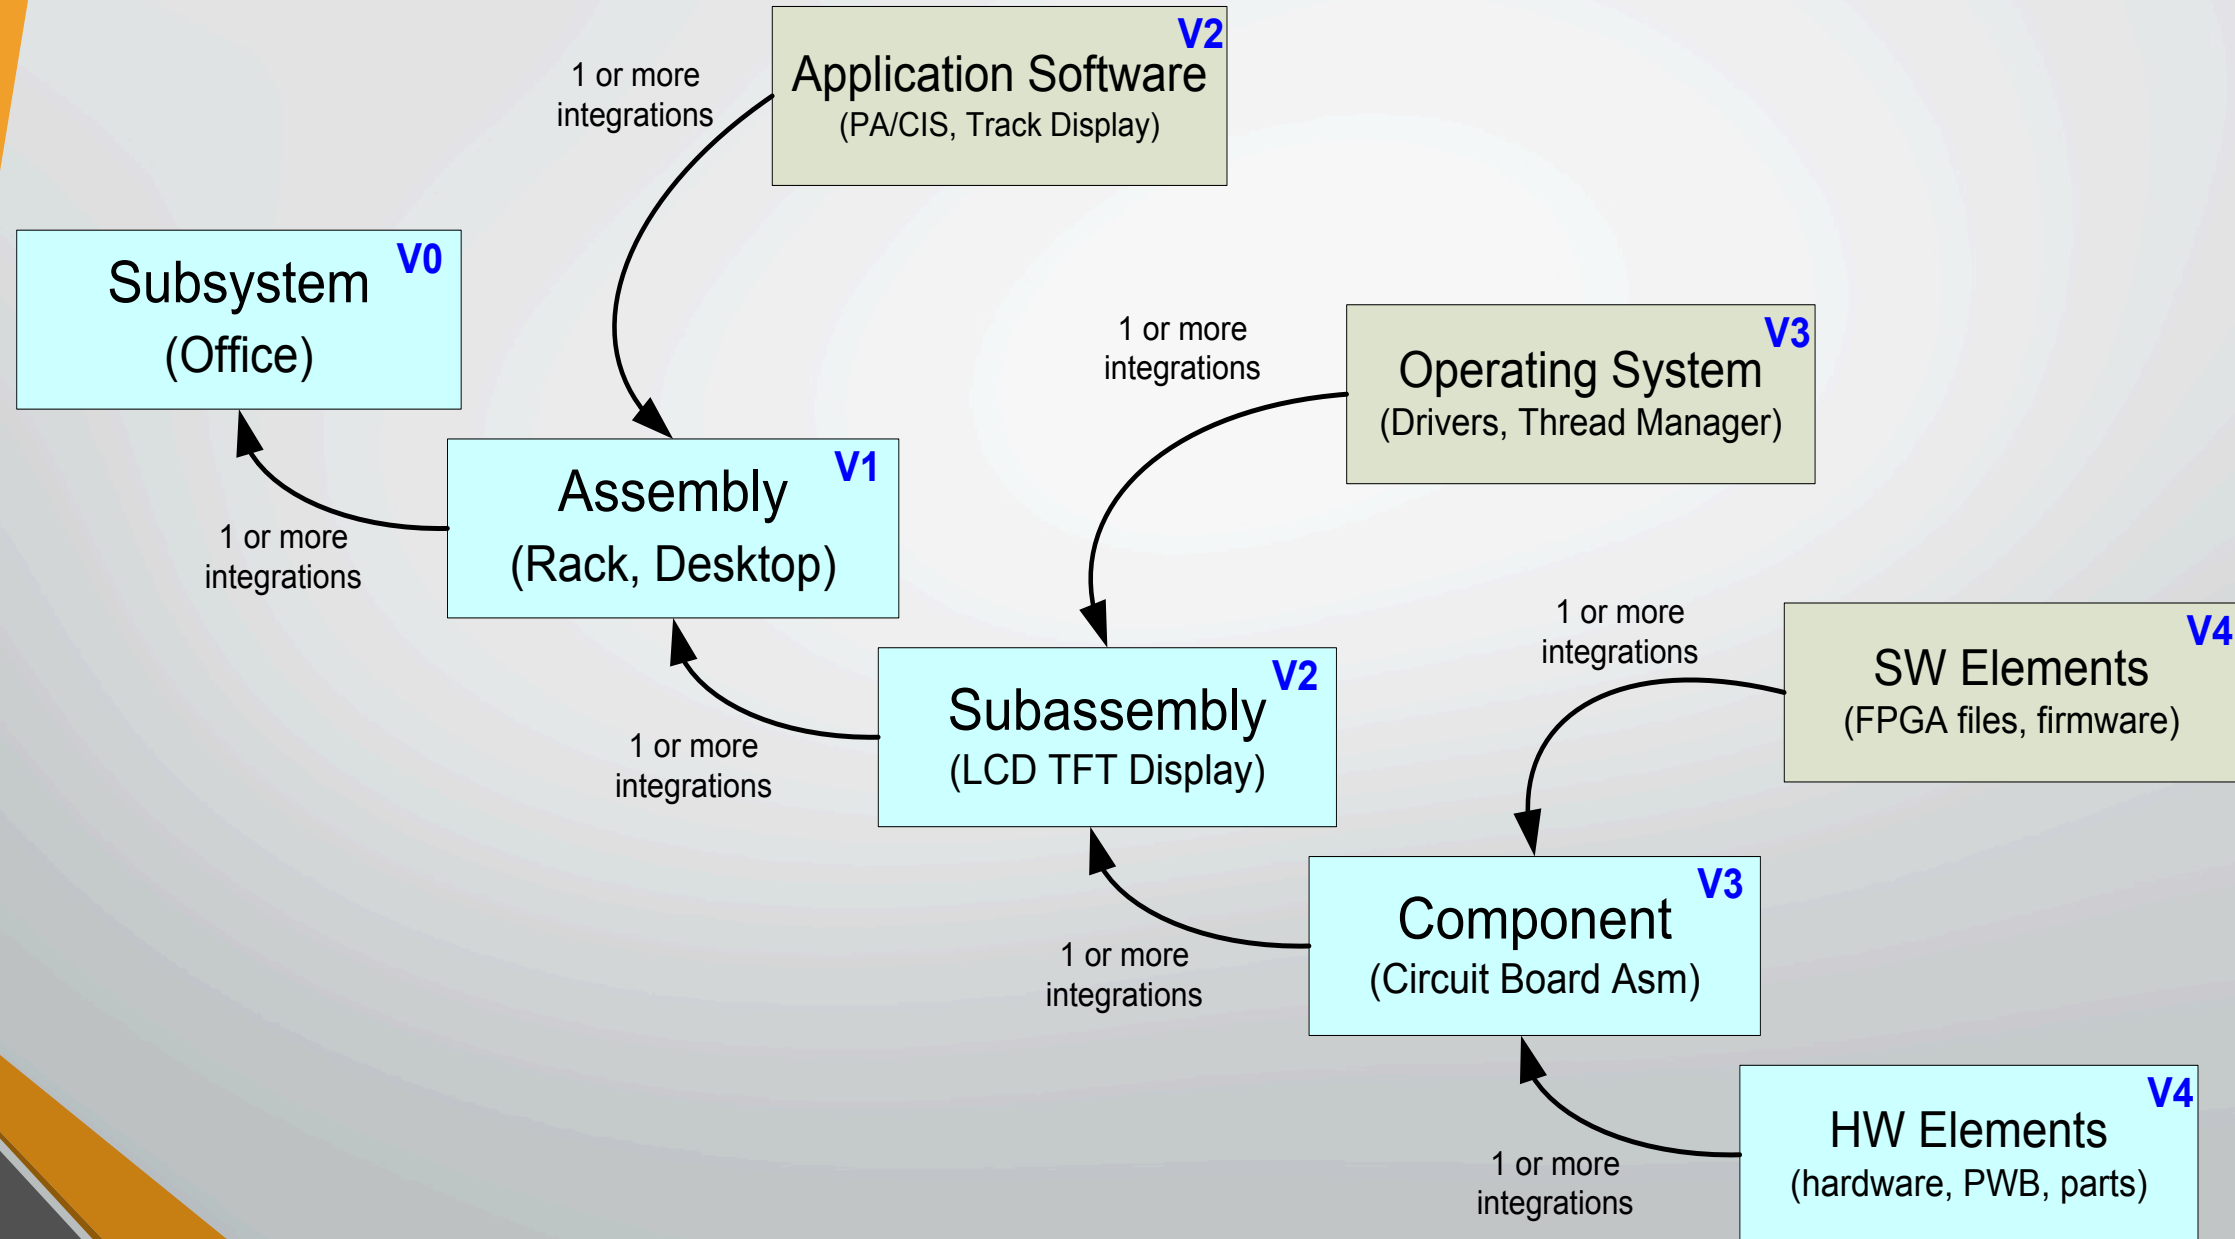 V2
Application Software
(PA/CIS, Track Display)
1 or more
integrations
V0
Subsystem
(Office)
1 or more
integrations
V3
Operating System
(Drivers, Thread Manager)
V1
Assembly
(Rack, Desktop)
1 or more
integrations
1 or more
integrations
V4
SW Elements
(FPGA files, firmware)
V2
Subassembly
(LCD TFT Display)
1 or more
integrations
V3
Component
(Circuit Board Asm)
1 or more
integrations
V4
HW Elements
(hardware, PWB, parts)
1 or more
integrations